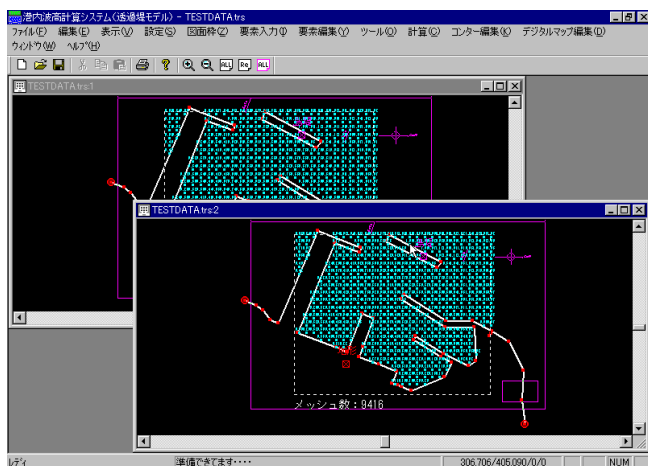 港内波高計算システム(透過堤モデル) - TESTDATA.trs
ファイル(F) 編集(E) 表示(V) 設定(S) 図面枠(Z) 要素入力(I) 要素編集(Y) ツール(O) 計算(C) コンター編集(K) デジタルマップ編集(D)
ウィンドウ(W) ヘルプ(H)
ALL Re ALL
TESTDATA.trs:1
TESTDATA.trs:2
メッシュ数：9416
レディ 準備できてます・・・・ 306.706/405.090/0/0 NUM